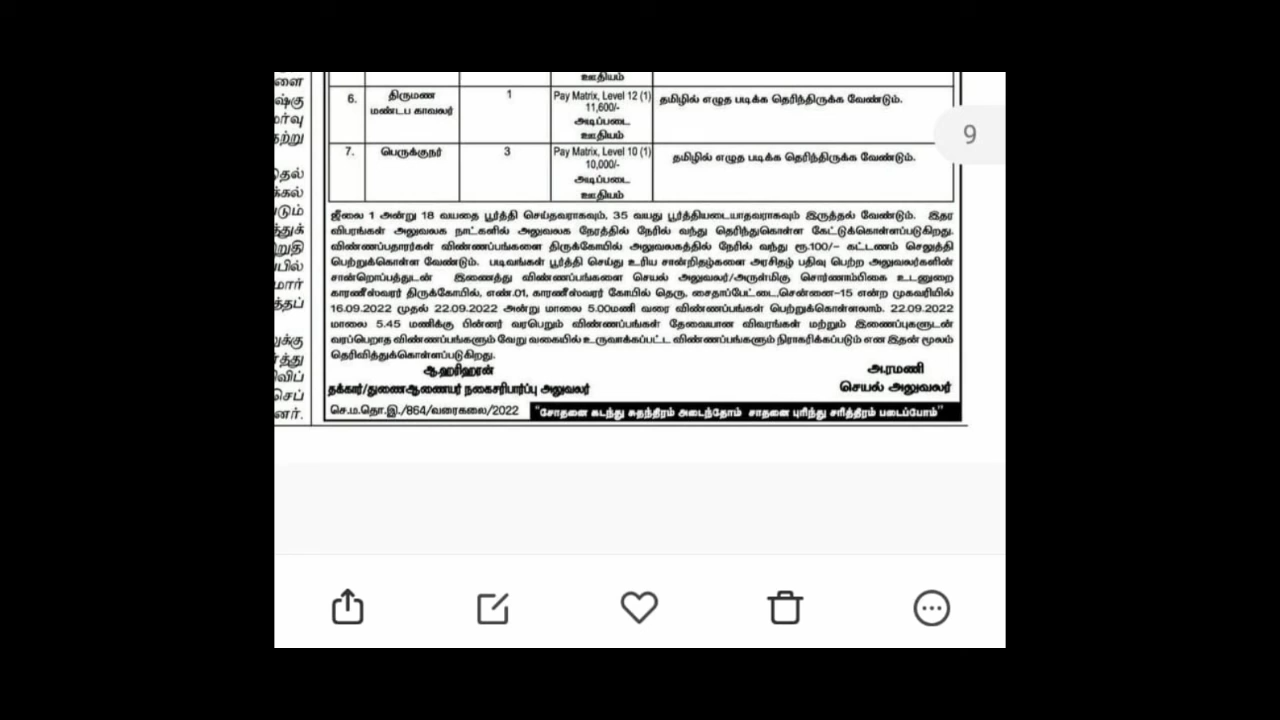 ளை
ஷ்கு
ர்வு
தற்று
தல்
க்கல்
டும்
த்துக்
றுதி
யில்
மார்
த்தப்
ளுக்கு
ர்த்து
விப்
செப்
னர்.
ஊதியம்
6. திருமண மண்டப காவலர் 1 Pay Matrix, Level 12 (1) தமிழில் எழுத படிக்க தெரிந்திருக்க வேண்டும்.
11,600/-
அடிப்படை
ஊதியம்
9
7. பெருக்குநர் 3 Pay Matrix, Level 10 (1) தமிழில் எழுத படிக்க தெரிந்திருக்க வேண்டும்.
10,000/-
அடிப்படை
ஊதியம்
ஜீலை 1 அன்று 18 வயதை பூர்த்தி செய்தவராகவும், 35 வயது பூர்த்தியடையாதவராகவும் இருத்தல் வேண்டும். இதர
விபரங்கள் அலுவலக நாட்களில் அலுவலக நேரத்தில் நேரில் வந்து தெரிந்துகொள்ள கேட்டுக்கொள்ளப்படுகிறது.
விண்ணப்பதாரர்கள் விண்ணப்பங்களை திருக்கோயில் அலுவலகத்தில் நேரில் வந்து ரூ.100/- கட்டணம் செலுத்தி
பெற்றுக்கொள்ள வேண்டும். படிவங்கள் பூர்த்தி செய்து உரிய சான்றிதழ்களை அரசிதழ் பதிவு பெற்ற அலுவலர்களின்
சான்றொப்பத்துடன் இணைத்து விண்ணப்பங்களை செயல் அலுவலர்/அருள்மிகு சொர்ணாம்பிகை உடனுறை
காரணீஸ்வரர் திருக்கோயில், எண்.01, காரணீஸ்வரர் கோயில் தெரு, சைதாப்பேட்டை,சென்னை-15 என்ற முகவரியில்
16.09.2022 முதல் 22.09.2022 அன்று மாலை 5.00மணி வரை விண்ணப்பங்கள் பெற்றுக்கொள்ளலாம். 22.09.2022
மாலை 5.45 மணிக்கு பின்னர் வரபெறும் விண்ணப்பங்கள் தேவையான விவரங்கள் மற்றும் இணைப்புகளுடன்
வரப்பெறாத விண்ணப்பங்களும் வேறு வகையில் உருவாக்கப்பட்ட விண்ணப்பங்களும் நிராகரிக்கப்படும் என இதன் மூலம்
தெரிவித்துக்கொள்ளப்படுகிறது.
ஆ.ஹரிஹரன் அ.ரமணி
தக்கார்/துணைஆணையர் நகைசரிபார்ப்பு அலுவலர் செயல் அலுவலர்
செ.ம.தொ.இ./864/வரைகலை/2022 "சோதனை கடந்து சுதந்திரம் அடைந்தோம் சாதனை புரிந்து சரித்திரம் படைப்போம்"